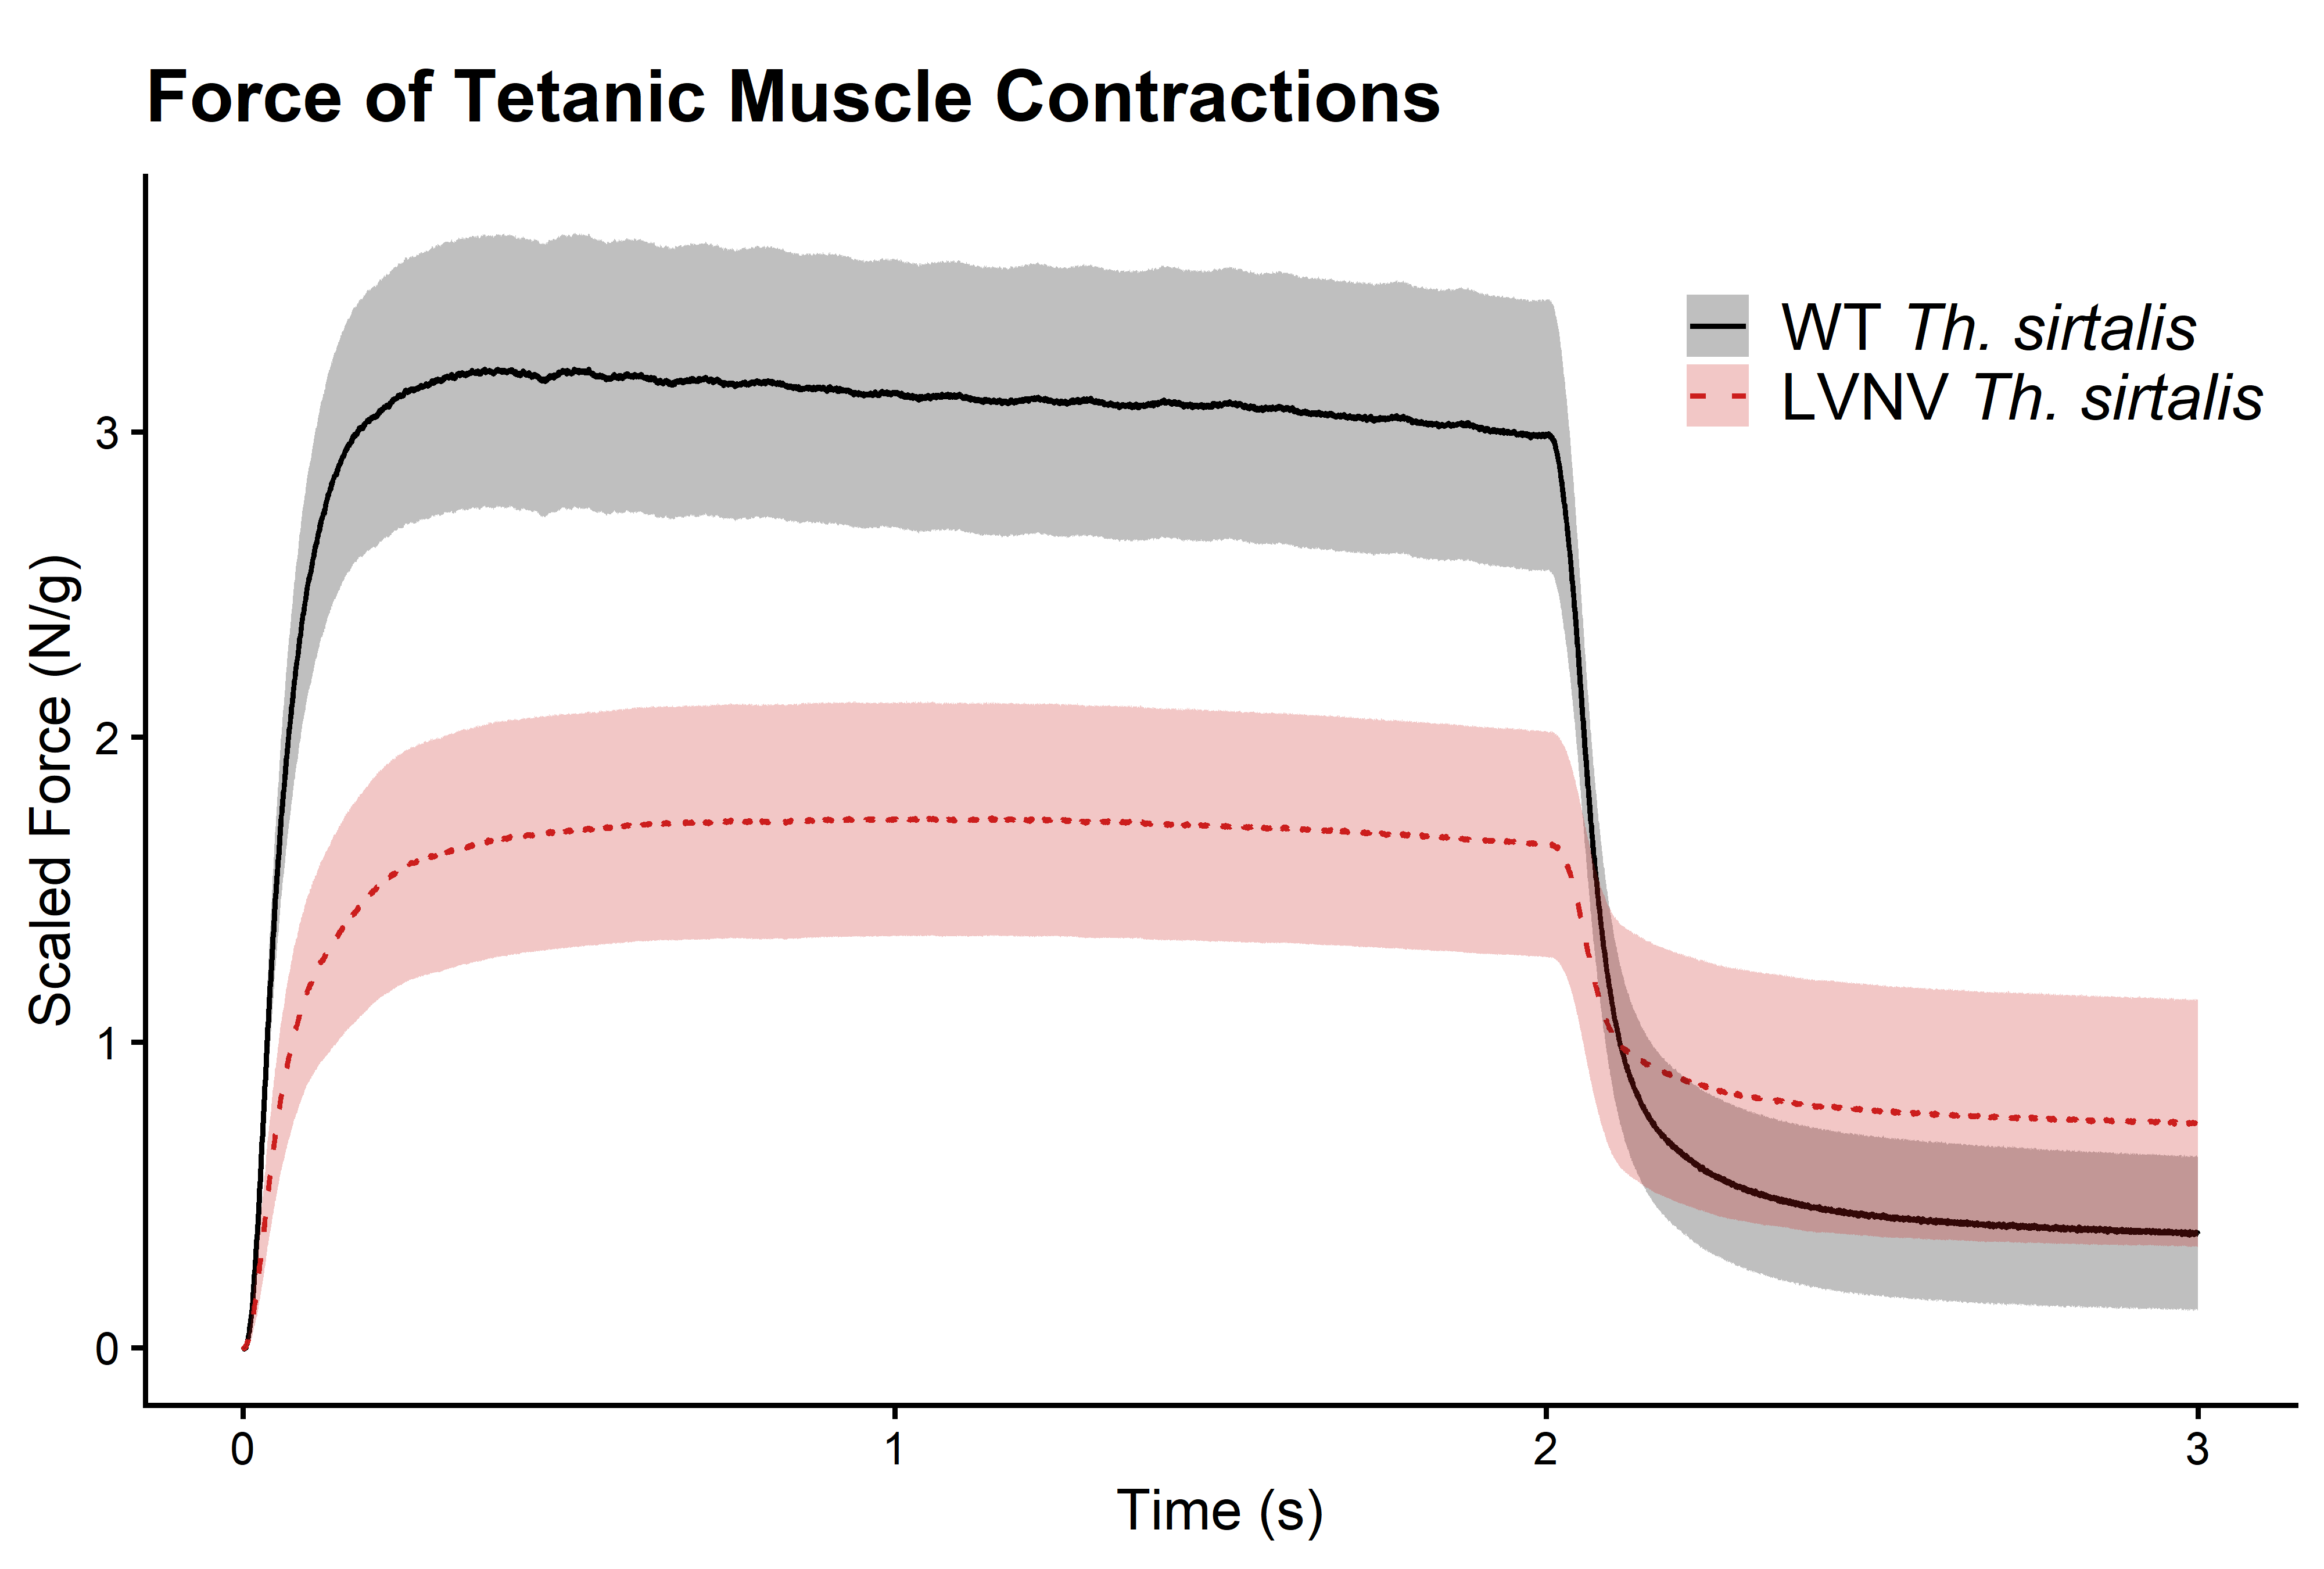 Force of Tetanic Muscle Contractions
WT Th. sirtalis
LVNV Th. sirtalis
Scaled Force (N/g)
3
2
1
0
0 1 2 3
Time (s)